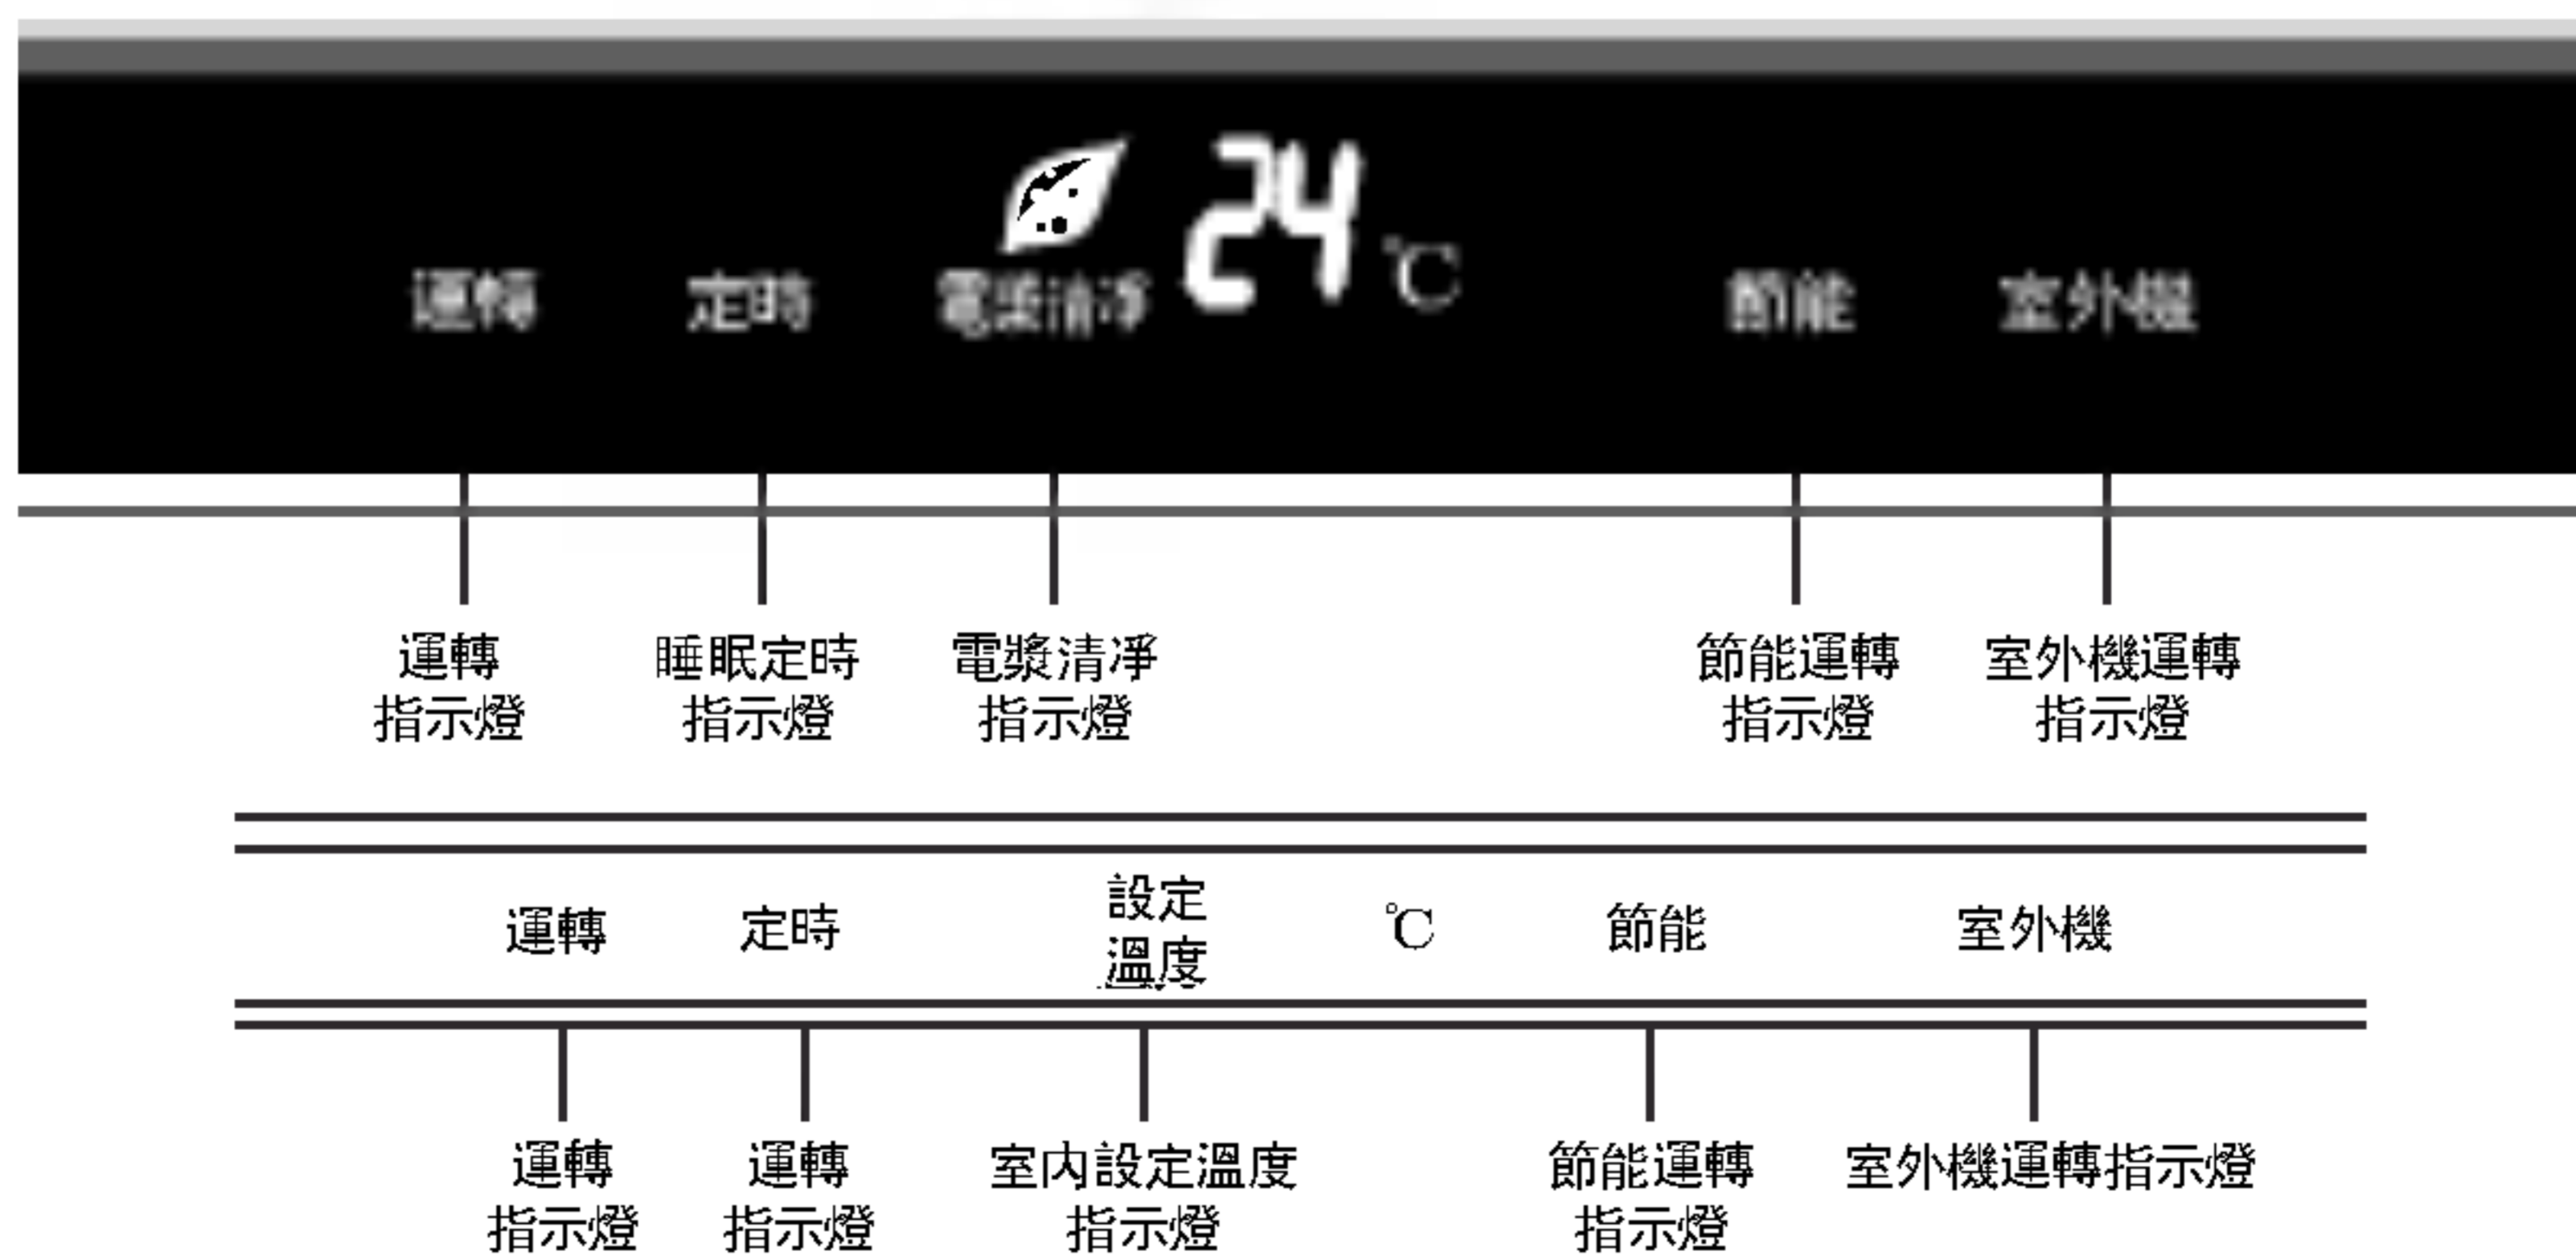 24 ℃
運轉 定時 電漿清凈 節能 室外機
運轉 睡眠定時 電漿清凈 節能運轉 室外機運轉
指示燈 指示燈 指示燈 指示燈 指示燈
設定
運轉 定時 ℃ 節能 室外機
溫度
運轉 運轉 室内設定溫度 節能運轉 室外機運轉指示燈
指示燈 指示燈 指示燈 指示燈